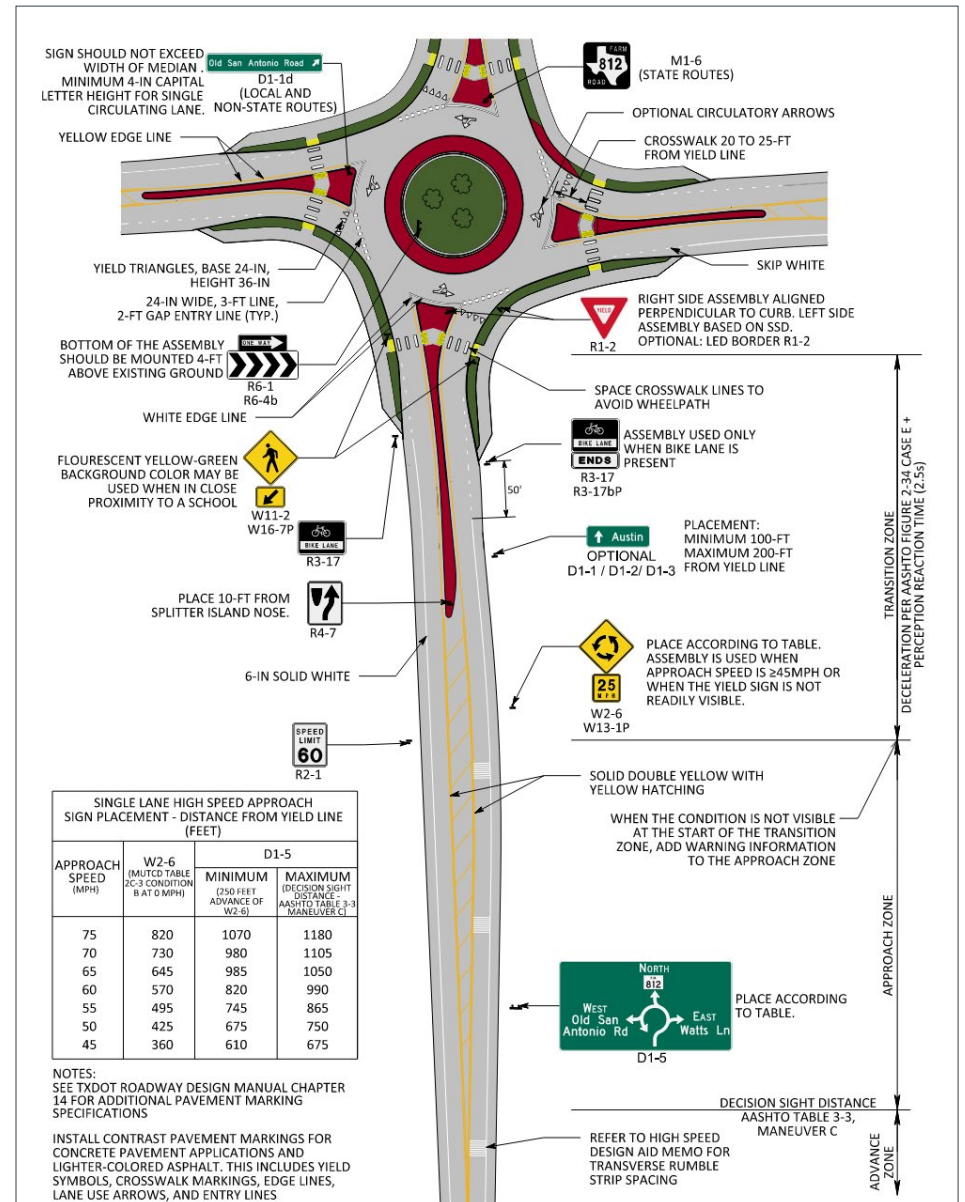 SIGN SHOULD NOT EXCEED
WIDTH OF MEDIAN .
MINIMUM 4-IN CAPITAL
LETTER HEIGHT FOR SINGLE
CIRCULATING LANE.
Old San Antonio Road
D1-1d
(LOCAL AND
NON-STATE ROUTES)
FARM
812
ROAD
M1-6
(STATE ROUTES)
YELLOW EDGE LINE
OPTIONAL CIRCULATORY ARROWS
CROSSWALK 20 TO 25-FT
FROM YIELD LINE
YIELD TRIANGLES, BASE 24-IN,
HEIGHT 36-IN
SKIP WHITE
24-IN WIDE, 3-FT LINE,
2-FT GAP ENTRY LINE (TYP.)
YIELD
R1-2
RIGHT SIDE ASSEMBLY ALIGNED
PERPENDICULAR TO CURB. LEFT SIDE
ASSEMBLY BASED ON SSD.
OPTIONAL: LED BORDER R1-2
BOTTOM OF THE ASSEMBLY
SHOULD BE MOUNTED 4-FT
ABOVE EXISTING GROUND
ONE WAY
R6-1
R6-4b
SPACE CROSSWALK LINES TO
AVOID WHEELPATH
WHITE EDGE LINE
BIKE LANE
ENDS
R3-17
R3-17bP
ASSEMBLY USED ONLY
WHEN BIKE LANE IS
PRESENT
FLOURESCENT YELLOW-GREEN
BACKGROUND COLOR MAY BE
USED WHEN IN CLOSE
PROXIMITY TO A SCHOOL
W11-2
W16-7P
50'
BIKE LANE
R3-17
Austin
OPTIONAL
D1-1 / D1-2/ D1-3
PLACEMENT:
MINIMUM 100-FT
MAXIMUM 200-FT
FROM YIELD LINE
TRANSITION ZONE
DECELERATION PER AASHTO FIGURE 2-34 CASE E +
PERCEPTION REACTION TIME (2.5s)
PLACE 10-FT FROM
SPLITTER ISLAND NOSE.
R4-7
6-IN SOLID WHITE
25
MPH
W2-6
W13-1P
PLACE ACCORDING TO TABLE.
ASSEMBLY IS USED WHEN
APPROACH SPEED IS ≥45MPH OR
WHEN THE YIELD SIGN IS NOT
READILY VISIBLE.
SPEED
LIMIT
60
R2-1
SOLID DOUBLE YELLOW WITH
YELLOW HATCHING
WHEN THE CONDITION IS NOT VISIBLE
AT THE START OF THE TRANSITION
ZONE, ADD WARNING INFORMATION
TO THE APPROACH ZONE
SINGLE LANE HIGH SPEED APPROACH
SIGN PLACEMENT - DISTANCE FROM YIELD LINE
(FEET)
APPROACH
SPEED
(MPH)
W2-6
(MUTCD TABLE
2C-3 CONDITION
B AT 0 MPH)
D1-5
MINIMUM
(250 FEET
ADVANCE OF
W2-6)
MAXIMUM
(DECISION SIGHT
DISTANCE -
AASHTO TABLE 3-3
MANEUVER C)
75 820 1070 1180
70 730 980 1105
65 645 985 1050
60 570 820 990
55 495 745 865
50 425 675 750
45 360 610 675
APPROACH ZONE
NORTH
812
WEST
Old San
Antonio Rd
EAST
Watts Ln
D1-5
PLACE ACCORDING
TO TABLE.
NOTES:
SEE TXDOT ROADWAY DESIGN MANUAL CHAPTER
14 FOR ADDITIONAL PAVEMENT MARKING
SPECIFICATIONS
DECISION SIGHT DISTANCE
AASHTO TABLE 3-3,
MANEUVER C
INSTALL CONTRAST PAVEMENT MARKINGS FOR
CONCRETE PAVEMENT APPLICATIONS AND
LIGHTER-COLORED ASPHALT. THIS INCLUDES YIELD
SYMBOLS, CROSSWALK MARKINGS, EDGE LINES,
LANE USE ARROWS, AND ENTRY LINES
REFER TO HIGH SPEED
DESIGN AID MEMO FOR
TRANSVERSE RUMBLE
STRIP SPACING
ADVANCE
ZONE